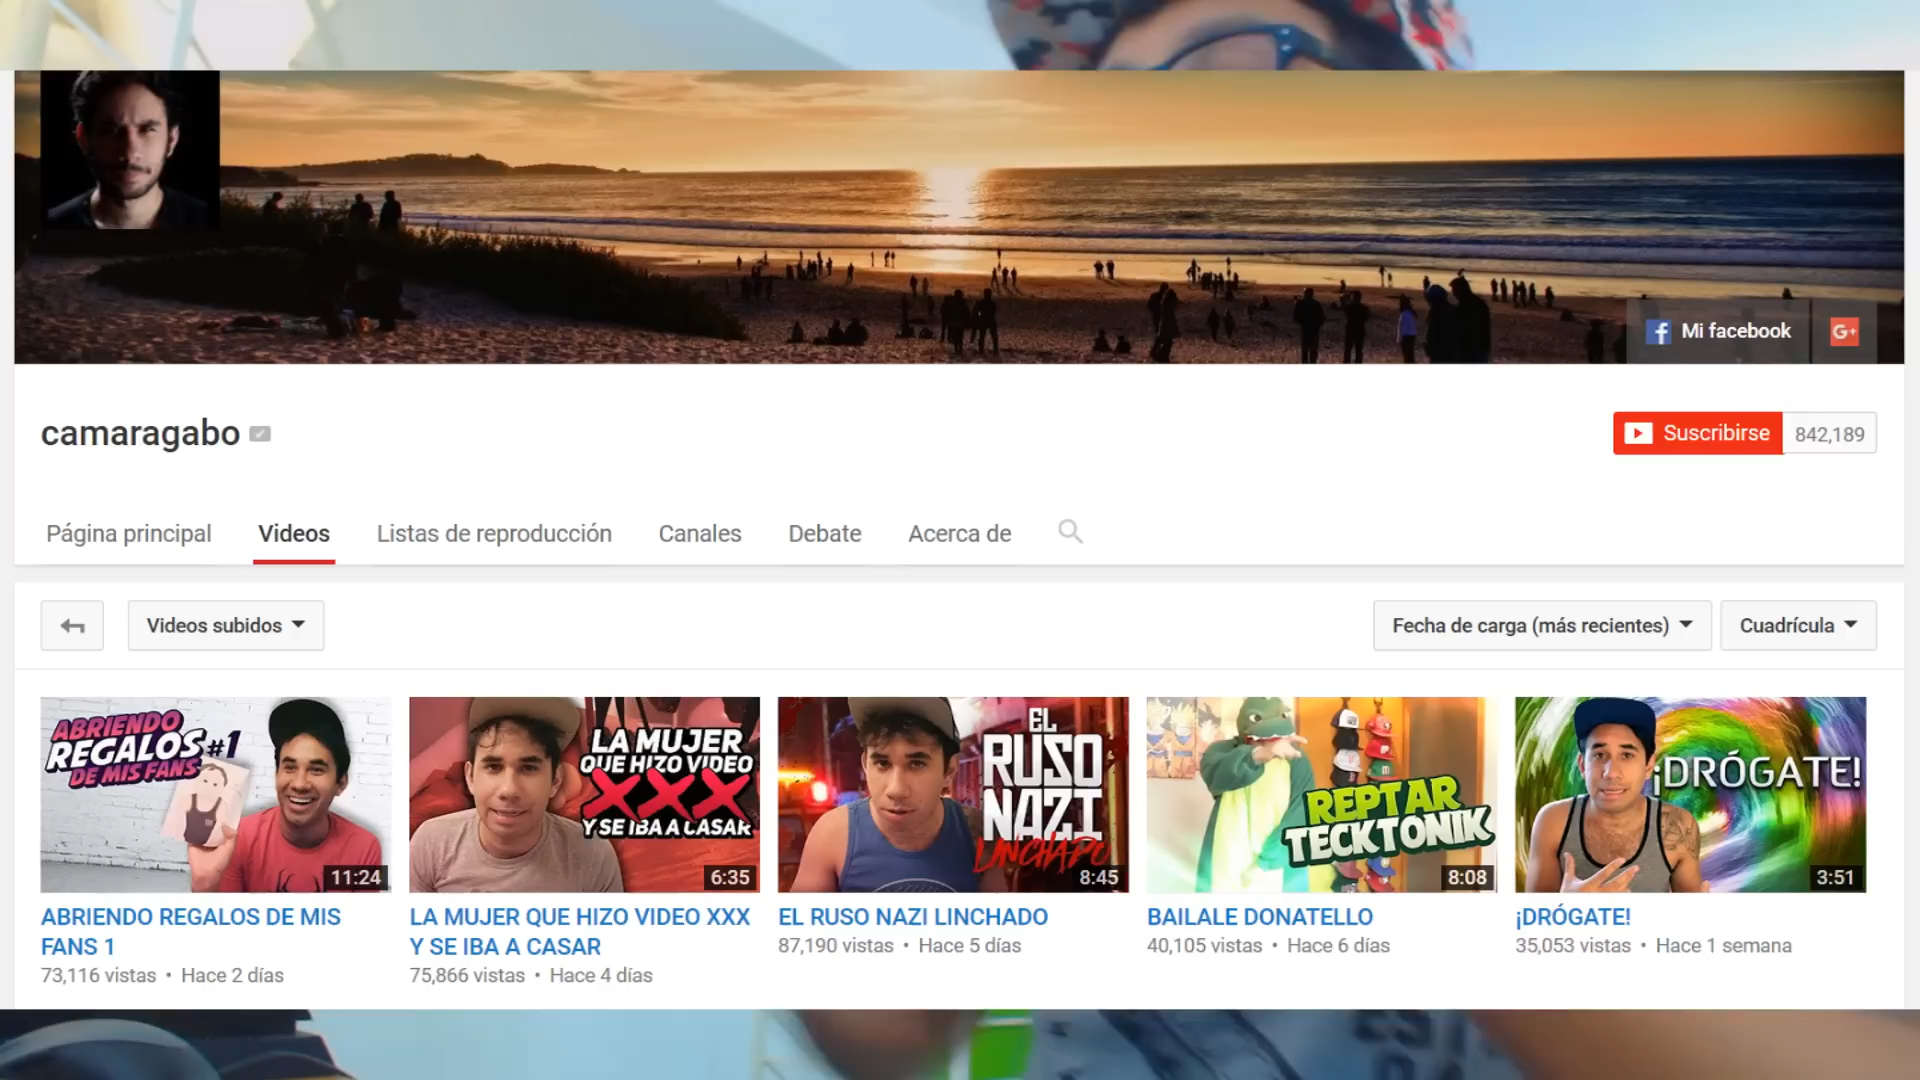 Mi facebook
G+
camaragabo
Suscribirse 842,189
Página principal Videos Listas de reproducción Canales Debate Acerca de
Videos subidos Fecha de carga (más recientes) Cuadrícula
ABRIENDO
REGALOS #1
DE MIS FANS
11:24
LA MUJER
QUE HIZO VIDEO
XXX
Y SE IBA A CASAR
6:35
EL
RUSO
NAZI
LINCHADO
8:45
REPTAR
TECKTONIK
8:08
¡DRÓGATE!
3:51
ABRIENDO REGALOS DE MIS
FANS 1
73,116 vistas • Hace 2 días
LA MUJER QUE HIZO VIDEO XXX
Y SE IBA A CASAR
75,866 vistas • Hace 4 días
EL RUSO NAZI LINCHADO
87,190 vistas • Hace 5 días
BAILALE DONATELLO
40,105 vistas • Hace 6 días
¡DRÓGATE!
35,053 vistas • Hace 1 semana